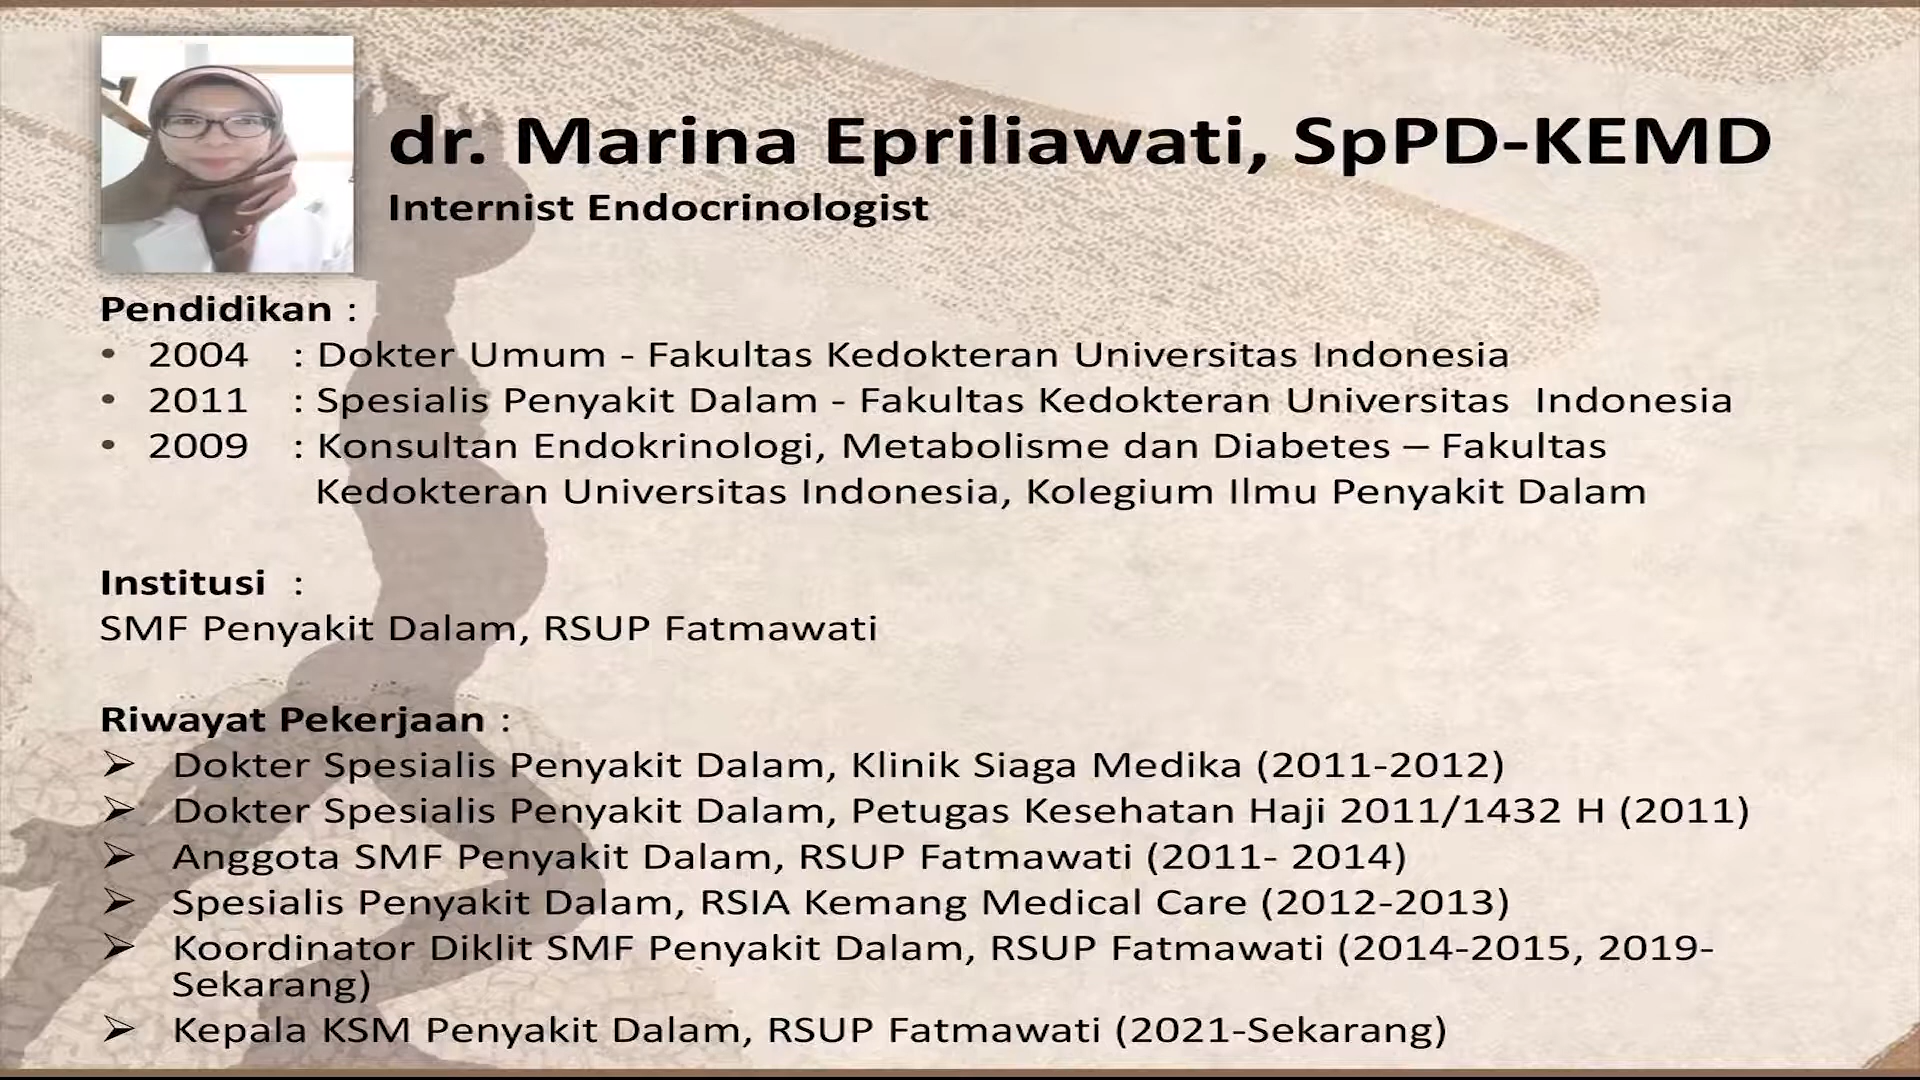 dr. Marina Epriliawati, SpPD-KEMD
Internist Endocrinologist
Pendidikan :
• 2004 : Dokter Umum - Fakultas Kedokteran Universitas Indonesia
• 2011 : Spesialis Penyakit Dalam - Fakultas Kedokteran Universitas Indonesia
• 2009 : Konsultan Endokrinologi, Metabolisme dan Diabetes – Fakultas
Kedokteran Universitas Indonesia, Kolegium Ilmu Penyakit Dalam
Institusi :
SMF Penyakit Dalam, RSUP Fatmawati
Riwayat Pekerjaan :
➢ Dokter Spesialis Penyakit Dalam, Klinik Siaga Medika (2011-2012)
➢ Dokter Spesialis Penyakit Dalam, Petugas Kesehatan Haji 2011/1432 H (2011)
➢ Anggota SMF Penyakit Dalam, RSUP Fatmawati (2011- 2014)
➢ Spesialis Penyakit Dalam, RSIA Kemang Medical Care (2012-2013)
➢ Koordinator Diklit SMF Penyakit Dalam, RSUP Fatmawati (2014-2015, 2019-
Sekarang)
➢ Kepala KSM Penyakit Dalam, RSUP Fatmawati (2021-Sekarang)